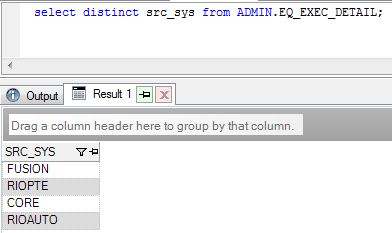 select distinct src_sys from ADMIN.EQ_EXEC_DETAIL;
Output
Result 1
Drag a column header here to group by that column.
SRC_SYS
FUSION
RIOPTE
CORE
RIOAUTO